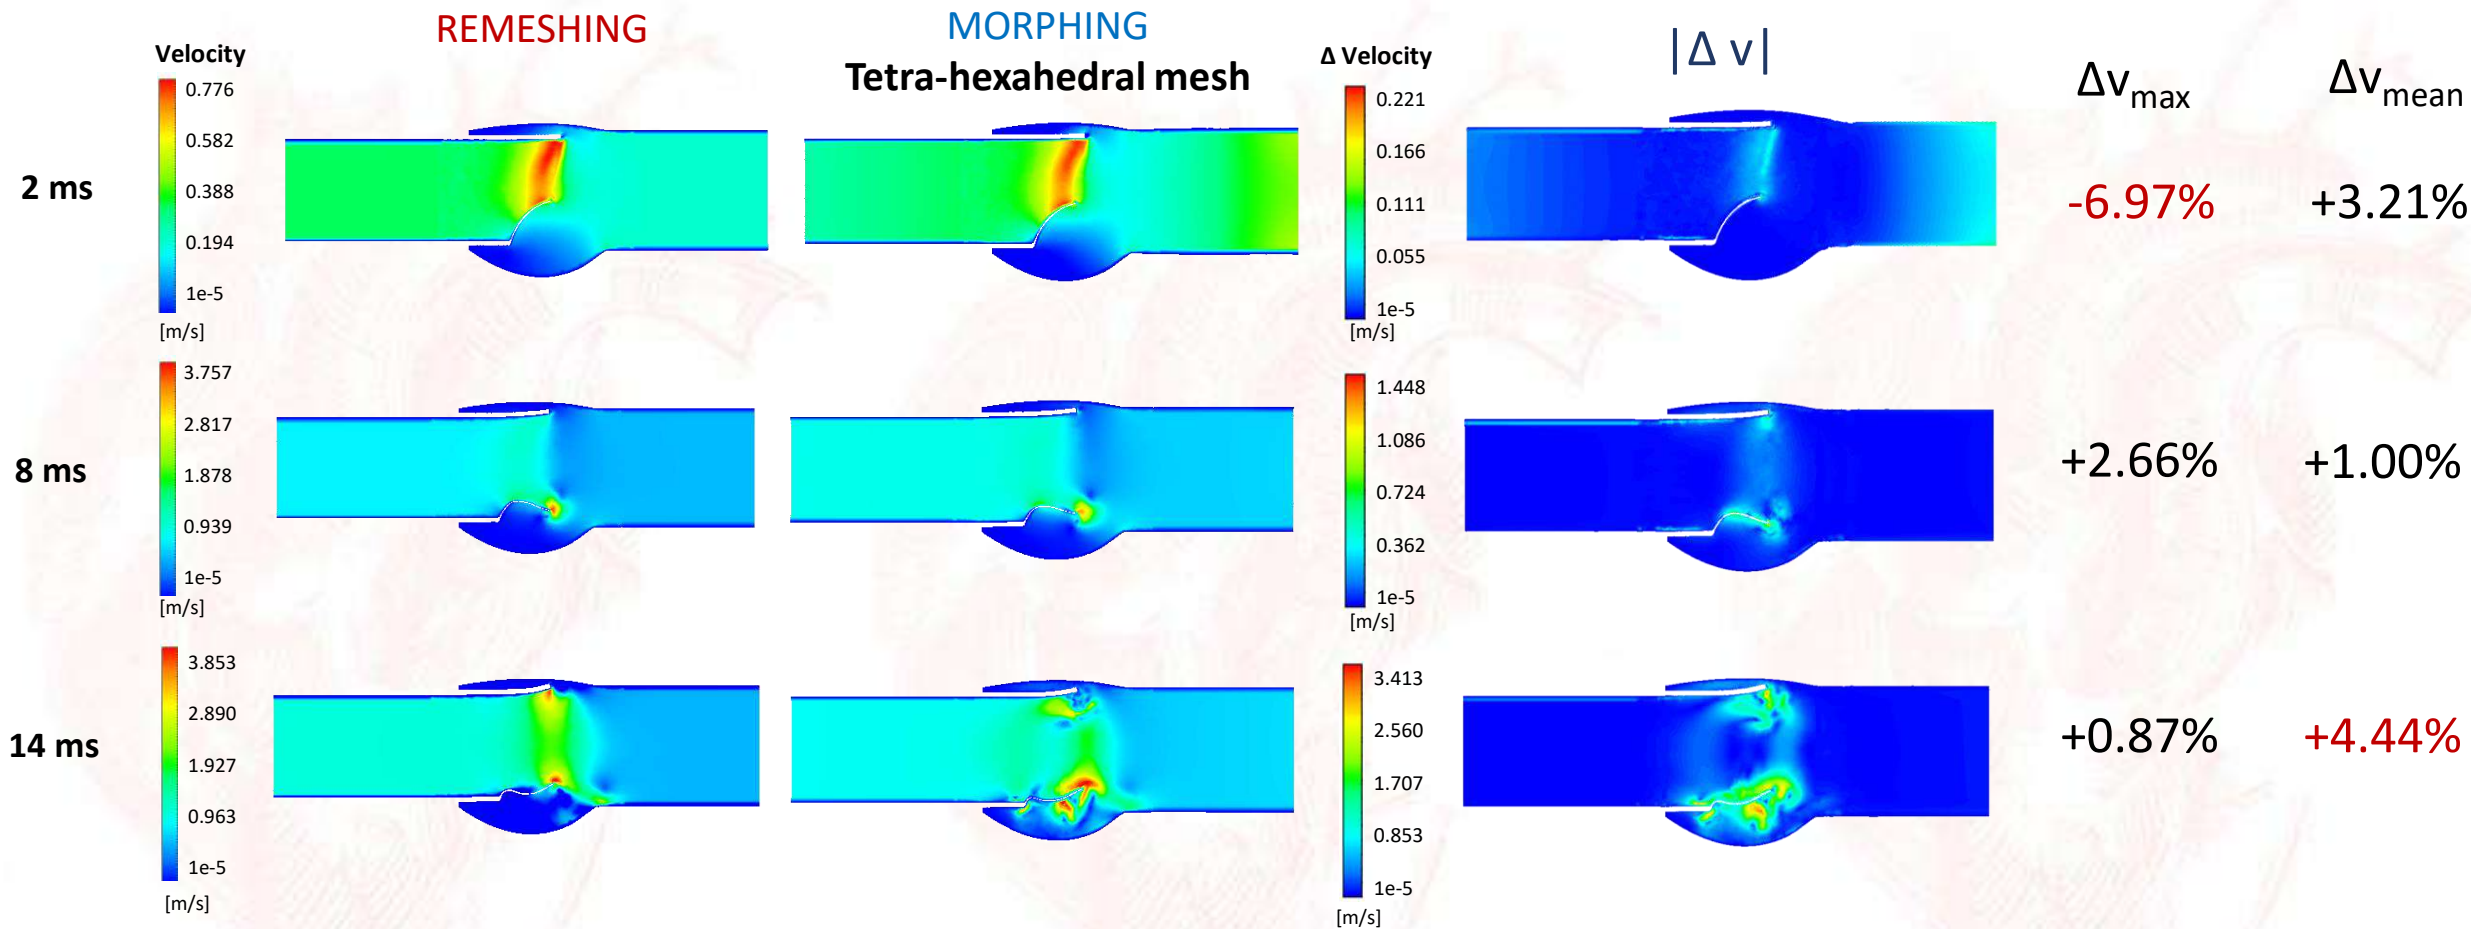 REMESHING
MORPHING
Tetra-hexahedral mesh
|Δ v|
Δvmax
Δvmean
2 ms
Velocity
0.776
0.582
0.388
0.194
1e-5
[m/s]
Δ Velocity
0.221
0.166
0.111
0.055
1e-5
[m/s]
-6.97%
+3.21%
8 ms
3.757
2.817
1.878
0.939
1e-5
[m/s]
1.448
1.086
0.724
0.362
1e-5
[m/s]
+2.66%
+1.00%
14 ms
3.853
2.890
1.927
0.963
1e-5
[m/s]
3.413
2.560
1.707
0.853
1e-5
[m/s]
+0.87%
+4.44%